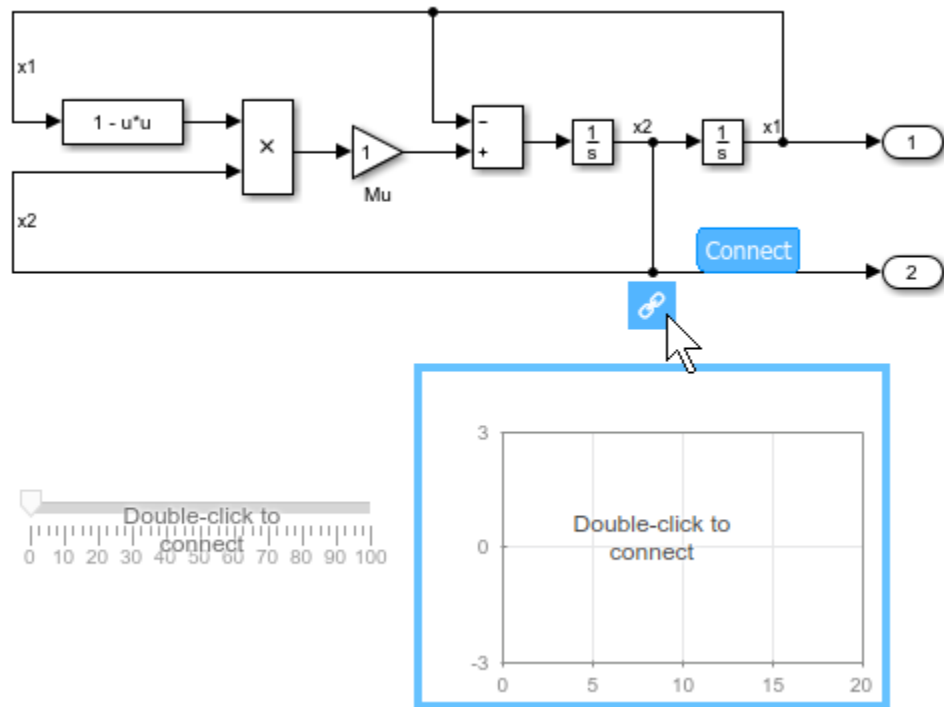 x1
1 - u*u
×
1
Mu
−
+
1
s
x2
1
s
x1
1
x2
Connect
2
Double-click to
connect
0 10 20 30 40 50 60 70 80 90 100
3
0
-3
Double-click to
connect
0 5 10 15 20